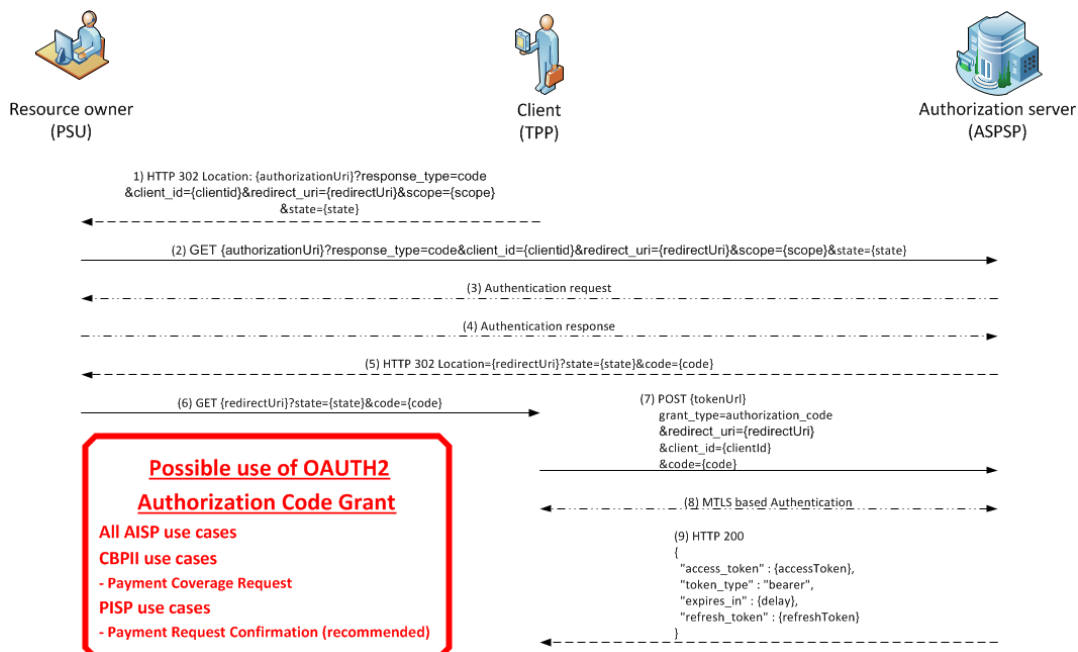 Resource owner
(PSU)
Client
(TPP)
Authorization server
(ASPSP)
1) HTTP 302 Location: {authorizationUri}?response_type=code
&client_id={clientid}&redirect_uri={redirectUri}&scope={scope}
&state={state}
(2) GET {authorizationUri}?response_type=code&client_id={clientid}&redirect_uri={redirectUri}&scope={scope}&state={state}
(3) Authentication request
(4) Authentication response
(5) HTTP 302 Location={redirectUri}?state={state}&code={code}
(6) GET {redirectUri}?state={state}&code={code}
(7) POST {tokenUrl}
grant_type=authorization_code
&redirect_uri={redirectUri}
&client_id={clientId}
&code={code}
Possible use of OAUTH2
Authorization Code Grant
All AISP use cases
CBPII use cases
- Payment Coverage Request
PISP use cases
- Payment Request Confirmation (recommended)
(8) MTLS based Authentication
(9) HTTP 200
{
"access_token" : {accessToken},
"token_type" : "bearer",
"expires_in" : {delay},
"refresh_token" : {refreshToken}
}